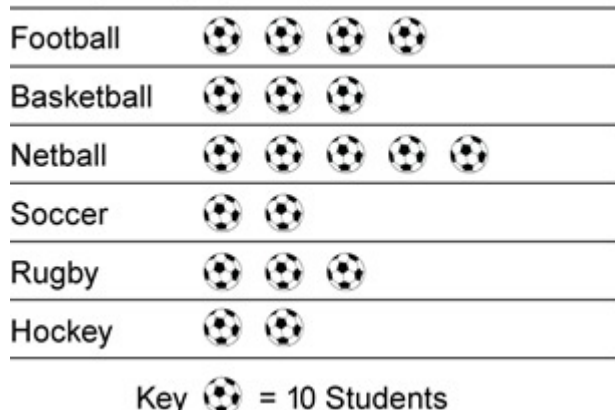 Football
Basketball
Netball
Soccer
Rugby
Hockey
Key = 10 Students